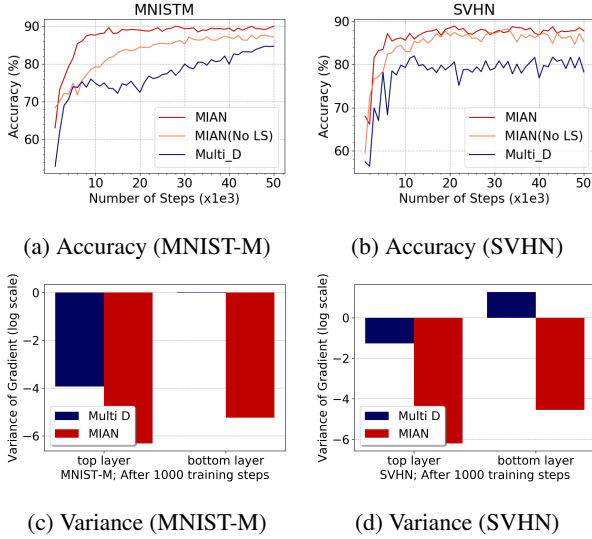 MNISTM
90
80
70
60
Accuracy (%)
MIAN
MIAN(No LS)
Multi_D
10 20 30 40 50
Number of Steps (x1e3)
(a) Accuracy (MNIST-M)
SVHN
90
80
70
60
Accuracy (%)
MIAN
MIAN(No LS)
Multi_D
10 20 30 40 50
Number of Steps (x1e3)
(b) Accuracy (SVHN)
0
−2
−4
−6
Variance of Gradient (log scale)
Multi D
MIAN
top layer bottom layer
MNIST-M; After 1000 training steps
(c) Variance (MNIST-M)
0
−2
−4
−6
Variance of Gradient (log scale)
Multi D
MIAN
top layer bottom layer
SVHN; After 1000 training steps
(d) Variance (SVHN)